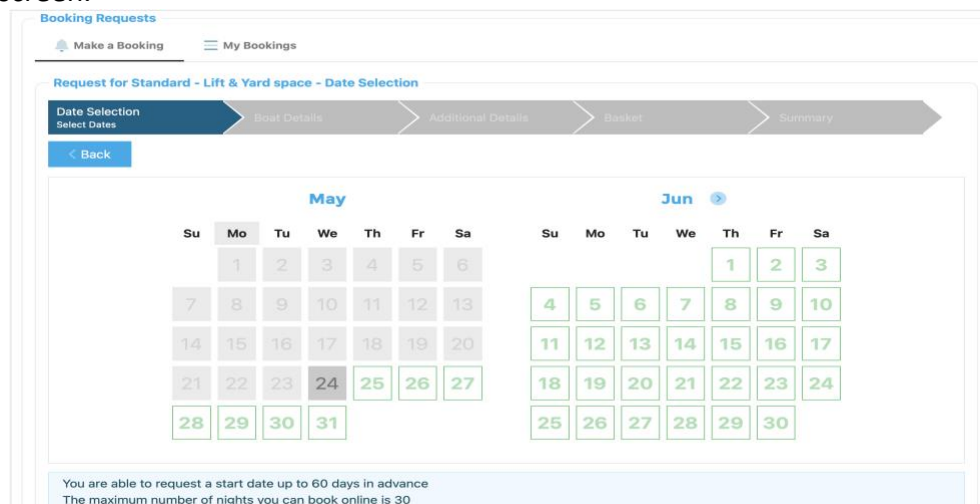 Booking Requests
Make a Booking My Bookings
Request for Standard - Lift & Yard space - Date Selection
Date Selection
Select Dates
Boat Details
Additional Details
Basket
Summary
< Back
May
Su Mo Tu We Th Fr Sa
1 2 3 4 5 6
7 8 9 10 11 12 13
14 15 16 17 18 19 20
21 22 23 24 25 26 27
28 29 30 31
Jun
Su Mo Tu We Th Fr Sa
1 2 3
4 5 6 7 8 9 10
11 12 13 14 15 16 17
18 19 20 21 22 23 24
25 26 27 28 29 30
You are able to request a start date up to 60 days in advance
The maximum number of nights you can book online is 30